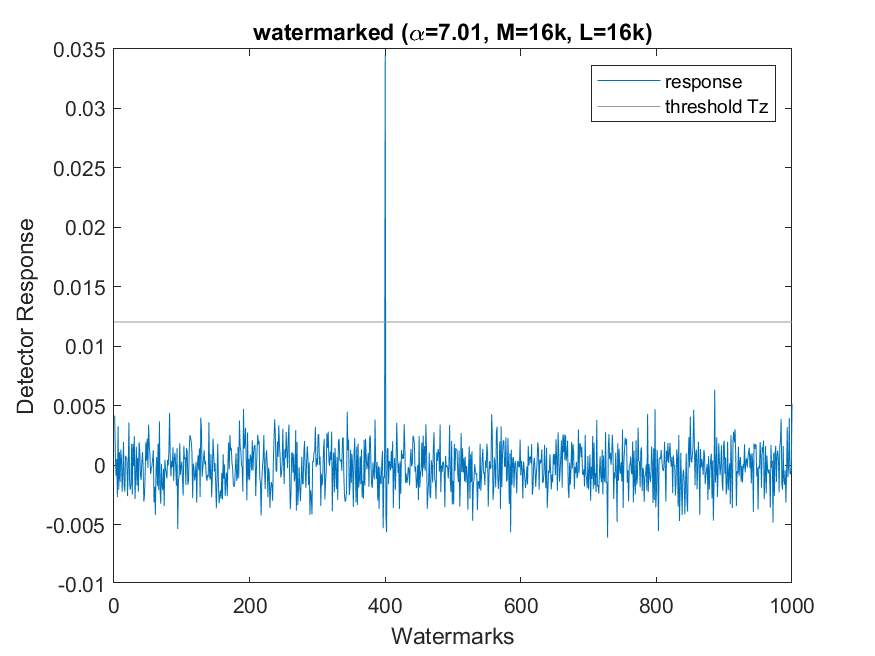 watermarked (α=7.01, M=16k, L=16k)
0.035
0.03
0.025
0.02
0.015
0.01
0.005
0
-0.005
-0.01
Detector Response
response
threshold Tz
0 200 400 600 800 1000
Watermarks